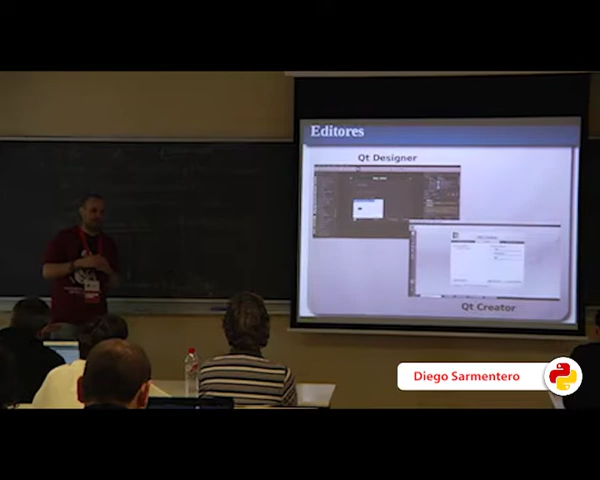 Editores
Qt Designer
Qt Creator
Diego Sarmentero